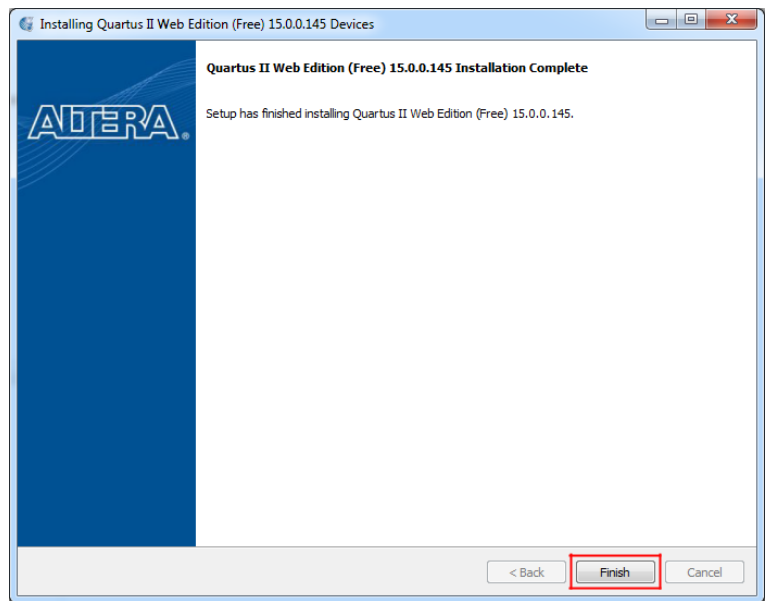 Installing Quartus II Web Edition (Free) 15.0.0.145 Devices
Quartus II Web Edition (Free) 15.0.0.145 Installation Complete
ALTERA®
Setup has finished installing Quartus II Web Edition (Free) 15.0.0.145.
< Back Finish Cancel